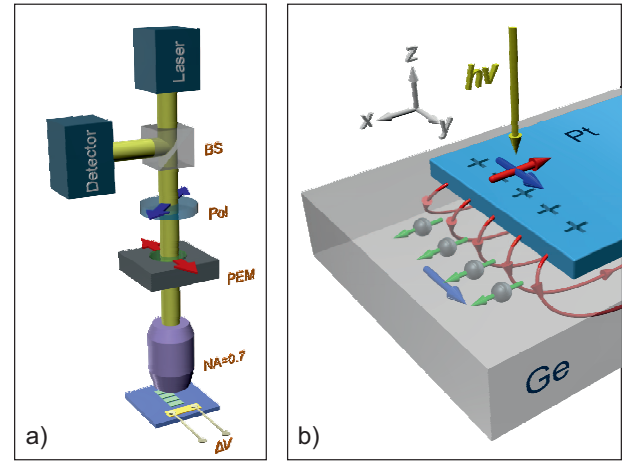 Laser
Detector
BS
Pol
PEM
NA=0.7
ΔV
a)
z
x
y
hν
Pt
+ + + + +
Ge
b)